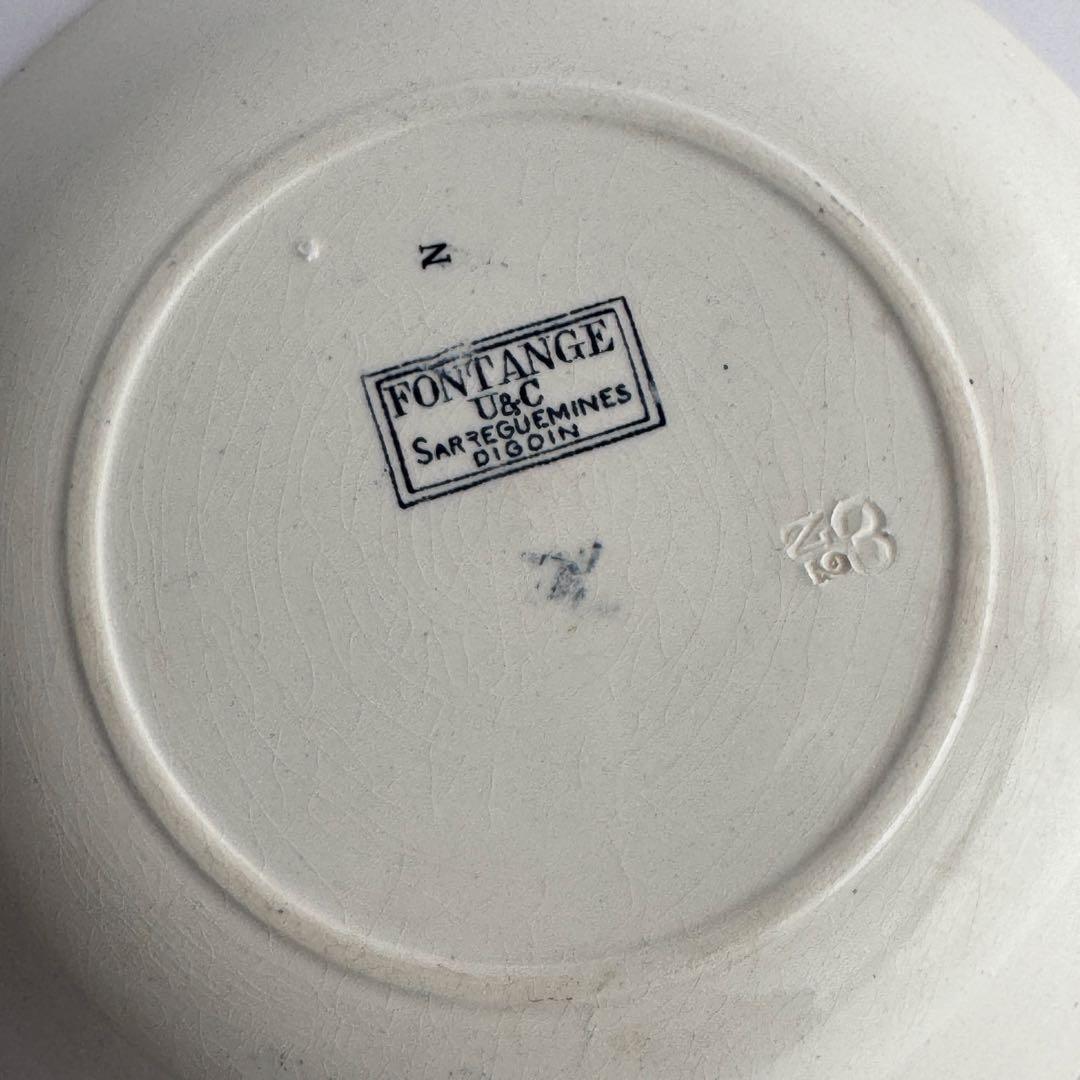 N
FONTANGE
U&C
SARREGUEMINES
DIGOIN